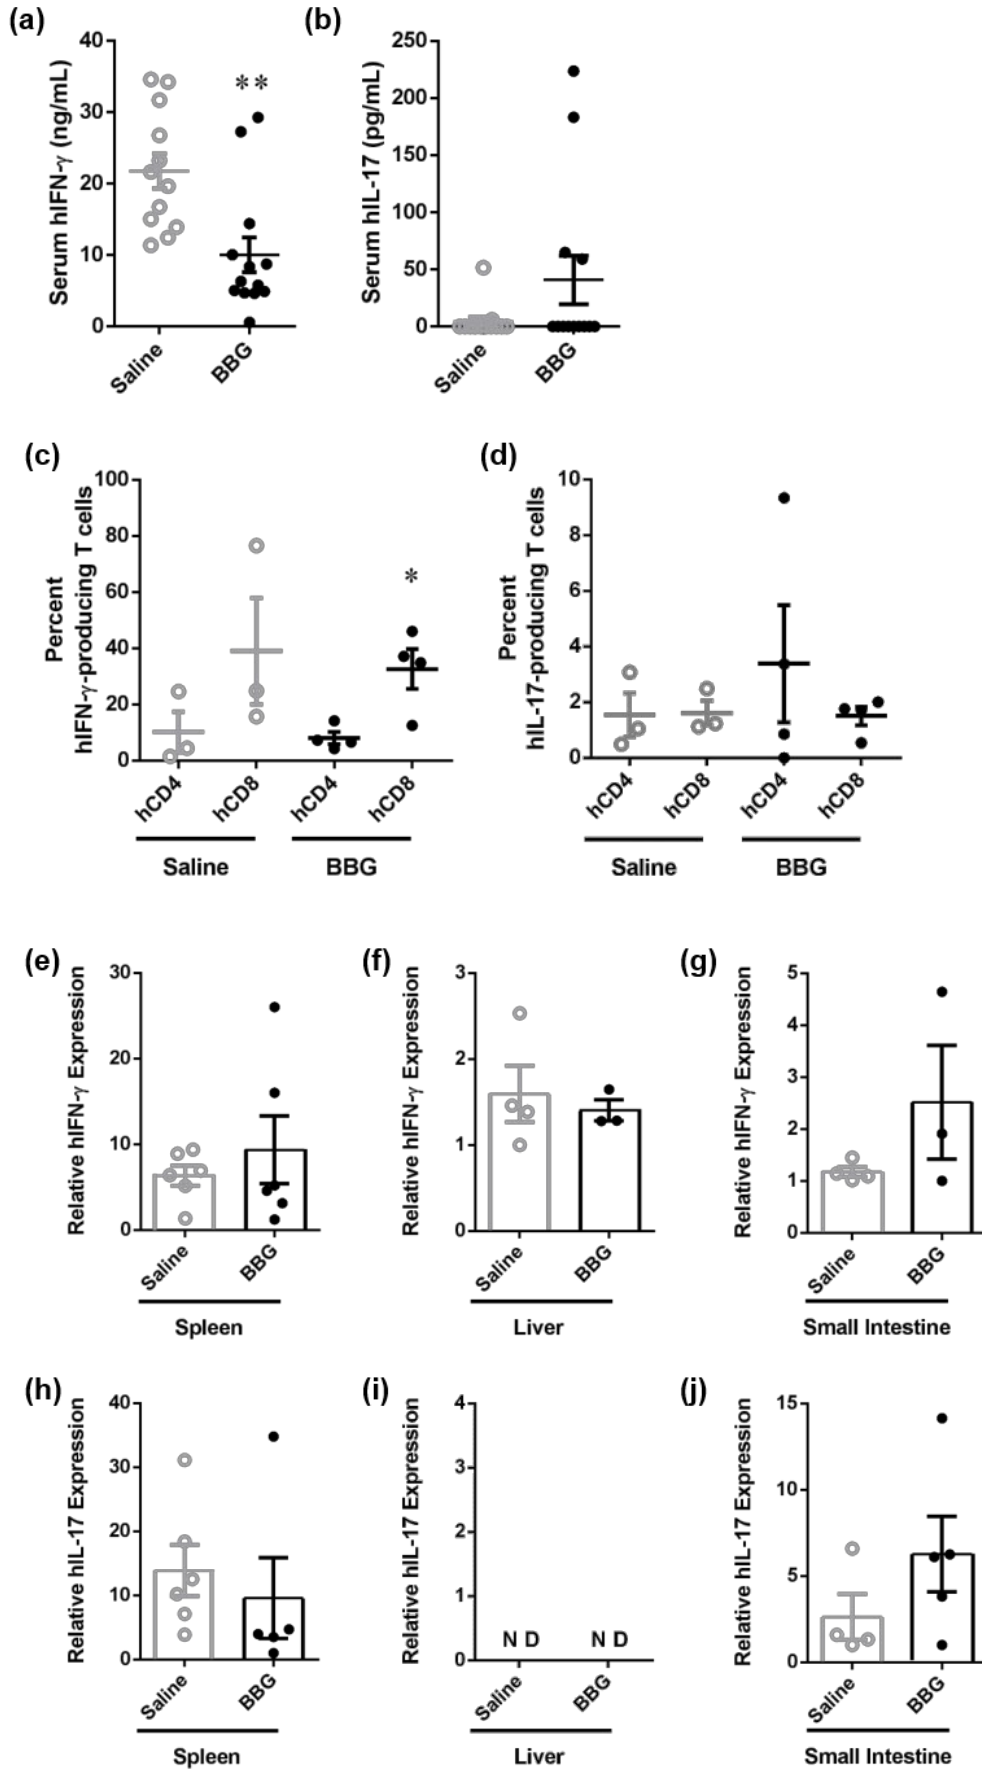 (a)
Serum hIFN-γ (ng/mL)
40
30
20
10
0
**
Saline
BBG
(b)
Serum hIL-17 (pg/mL)
250
200
150
100
50
0
Saline
BBG
(c)
Percent
hIFN-γ-producing T cells
100
80
60
40
20
0
*
hCD4
hCD8
hCD4
hCD8
Saline
BBG
(d)
Percent
hIL-17-producing T cells
10
8
6
4
2
0
hCD4
hCD8
hCD4
hCD8
Saline
BBG
(e)
Relative hIFN-γ Expression
30
20
10
0
Saline
BBG
Spleen
(f)
Relative hIFN-γ Expression
3
2
1
0
Saline
BBG
Liver
(g)
Relative hIFN-γ Expression
5
4
3
2
1
0
Saline
BBG
Small Intestine
(h)
Relative hIL-17 Expression
40
30
20
10
0
Saline
BBG
Spleen
(i)
Relative hIL-17 Expression
4
3
2
1
0
N D
N D
Saline
BBG
Liver
(j)
Relative hIL-17 Expression
15
10
5
0
Saline
BBG
Small Intestine